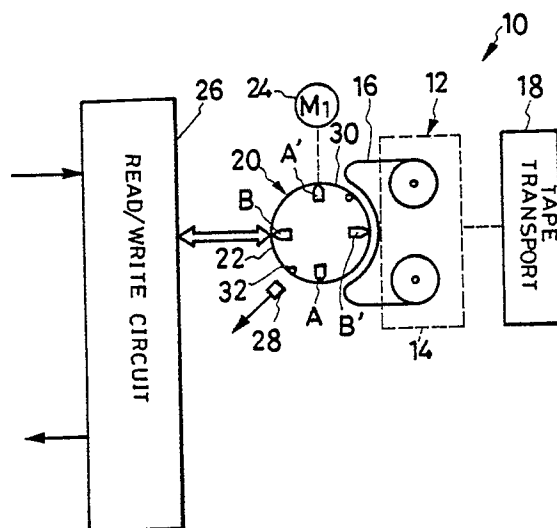 10
26
24
M1
16
12
18
A'
30
20
B
22
32
A
B'
28
14
READ/WRITE CIRCUIT
TAPE TRANSPORT